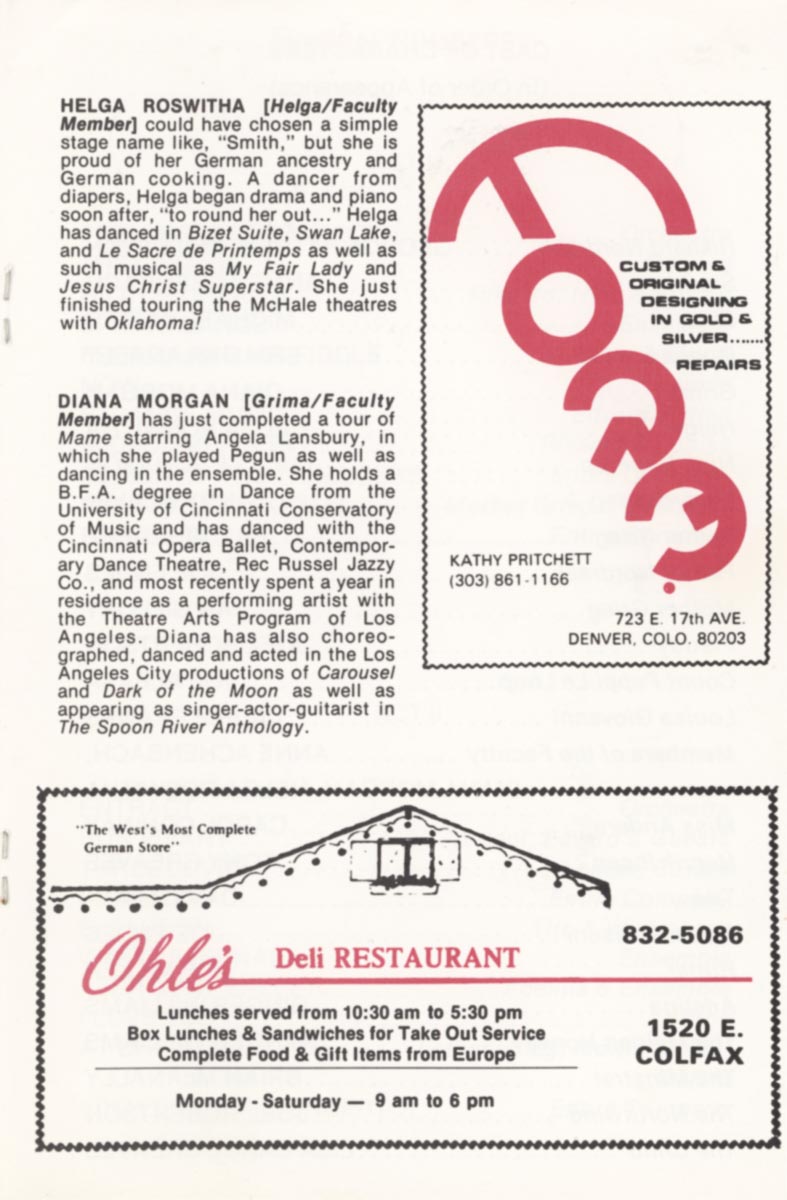 HELGA ROSWITHA [Helga/Faculty
Member] could have chosen a simple
stage name like, "Smith," but she is
proud of her German ancestry and
German cooking. A dancer from
diapers, Helga began drama and piano
soon after, "to round her out..." Helga
has danced in Bizet Suite, Swan Lake,
and Le Sacre de Printemps as well as
such musical as My Fair Lady and
Jesus Christ Superstar. She just
finished touring the McHale theatres
with Oklahoma!
DIANA MORGAN [Grima/Faculty
Member] has just completed a tour of
Mame starring Angela Lansbury, in
which she played Pegun as well as
dancing in the ensemble. She holds a
B.F.A. degree in Dance from the
University of Cincinnati Conservatory
of Music and has danced with the
Cincinnati Opera Ballet, Contempor-
ary Dance Theatre, Rec Russel Jazzy
Co., and most recently spent a year in
residence as a performing artist with
the Theatre Arts Program of Los
Angeles. Diana has also choreo-
graphed, danced and acted in the Los
Angeles City productions of Carousel
and Dark of the Moon as well as
appearing as singer-actor-guitarist in
The Spoon River Anthology.
FORGE.
CUSTOM &
ORIGINAL
DESIGNING
IN GOLD &
SILVER.......
REPAIRS
KATHY PRITCHETT
(303) 861-1166
723 E. 17th AVE.
DENVER, COLO. 80203
"The West's Most Complete
German Store"
Ohle's Deli RESTAURANT
832-5086
Lunches served from 10:30 am to 5:30 pm
Box Lunches & Sandwiches for Take Out Service
Complete Food & Gift Items from Europe
1520 E.
COLFAX
Monday - Saturday — 9 am to 6 pm